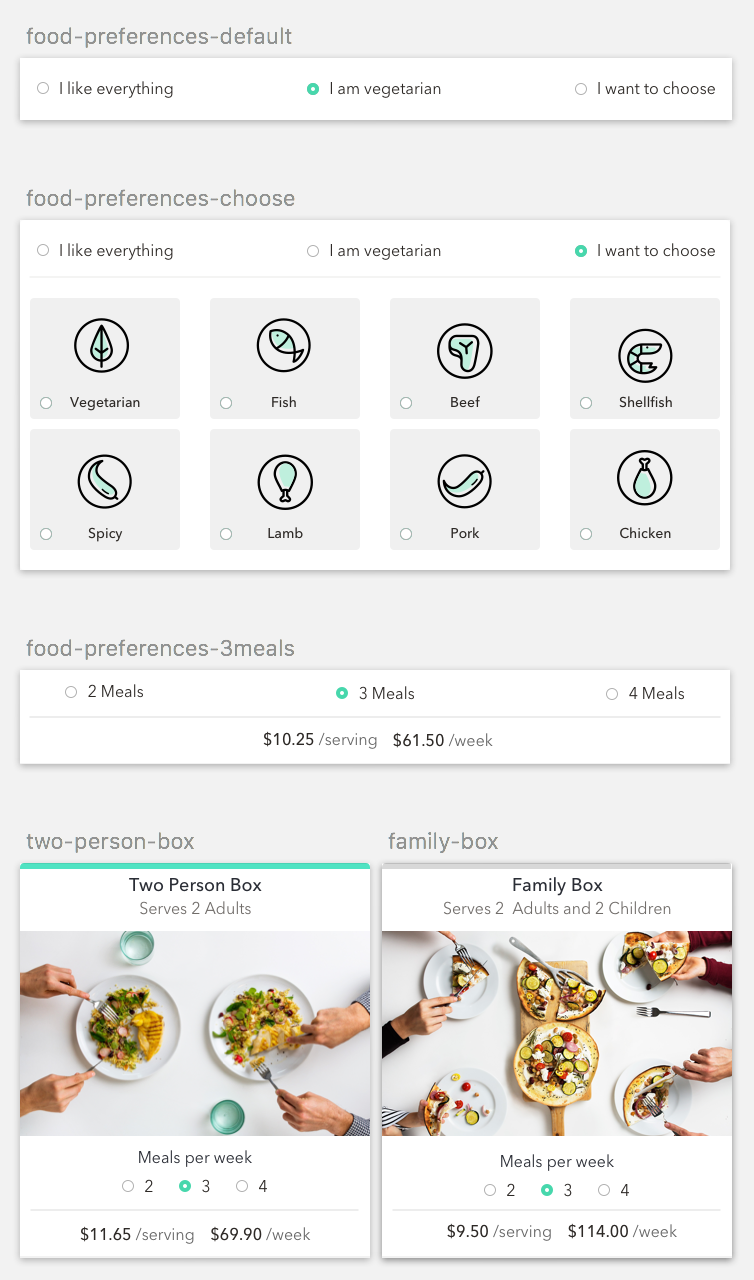 food-preferences-default
I like everything I am vegetarian I want to choose
food-preferences-choose
I like everything I am vegetarian I want to choose
Vegetarian Fish Beef Shellfish
Spicy Lamb Pork Chicken
food-preferences-3meals
2 Meals 3 Meals 4 Meals
$10.25 /serving $61.50 /week
two-person-box
Two Person Box
Serves 2 Adults
Meals per week
2 3 4
$11.65 /serving $69.90 /week
family-box
Family Box
Serves 2 Adults and 2 Children
Meals per week
2 3 4
$9.50 /serving $114.00 /week